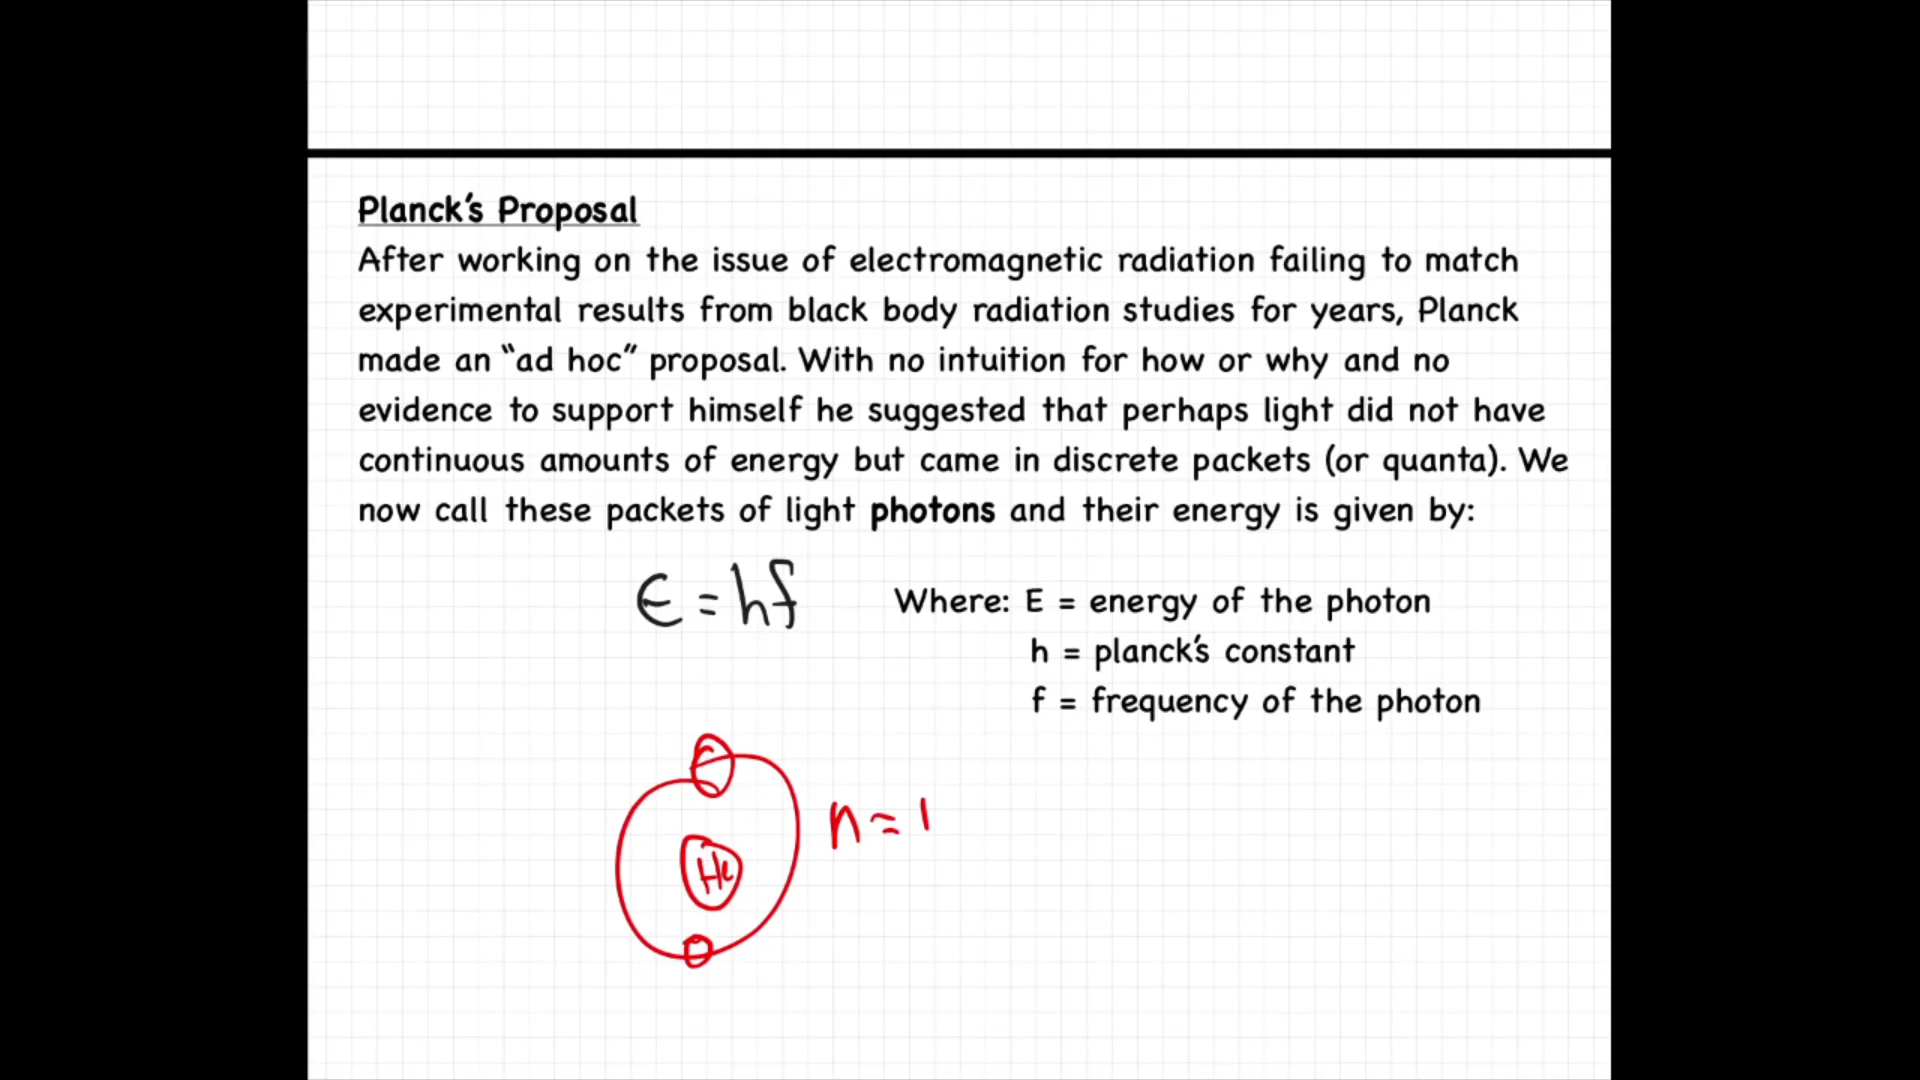 Planck's Proposal
After working on the issue of electromagnetic radiation failing to match
experimental results from black body radiation studies for years, Planck
made an "ad hoc" proposal. With no intuition for how or why and no
evidence to support himself he suggested that perhaps light did not have
continuous amounts of energy but came in discrete packets (or quanta). We
now call these packets of light photons and their energy is given by:
E = hf
Where: E = energy of the photon
h = planck's constant
f = frequency of the photon
n = 1
He